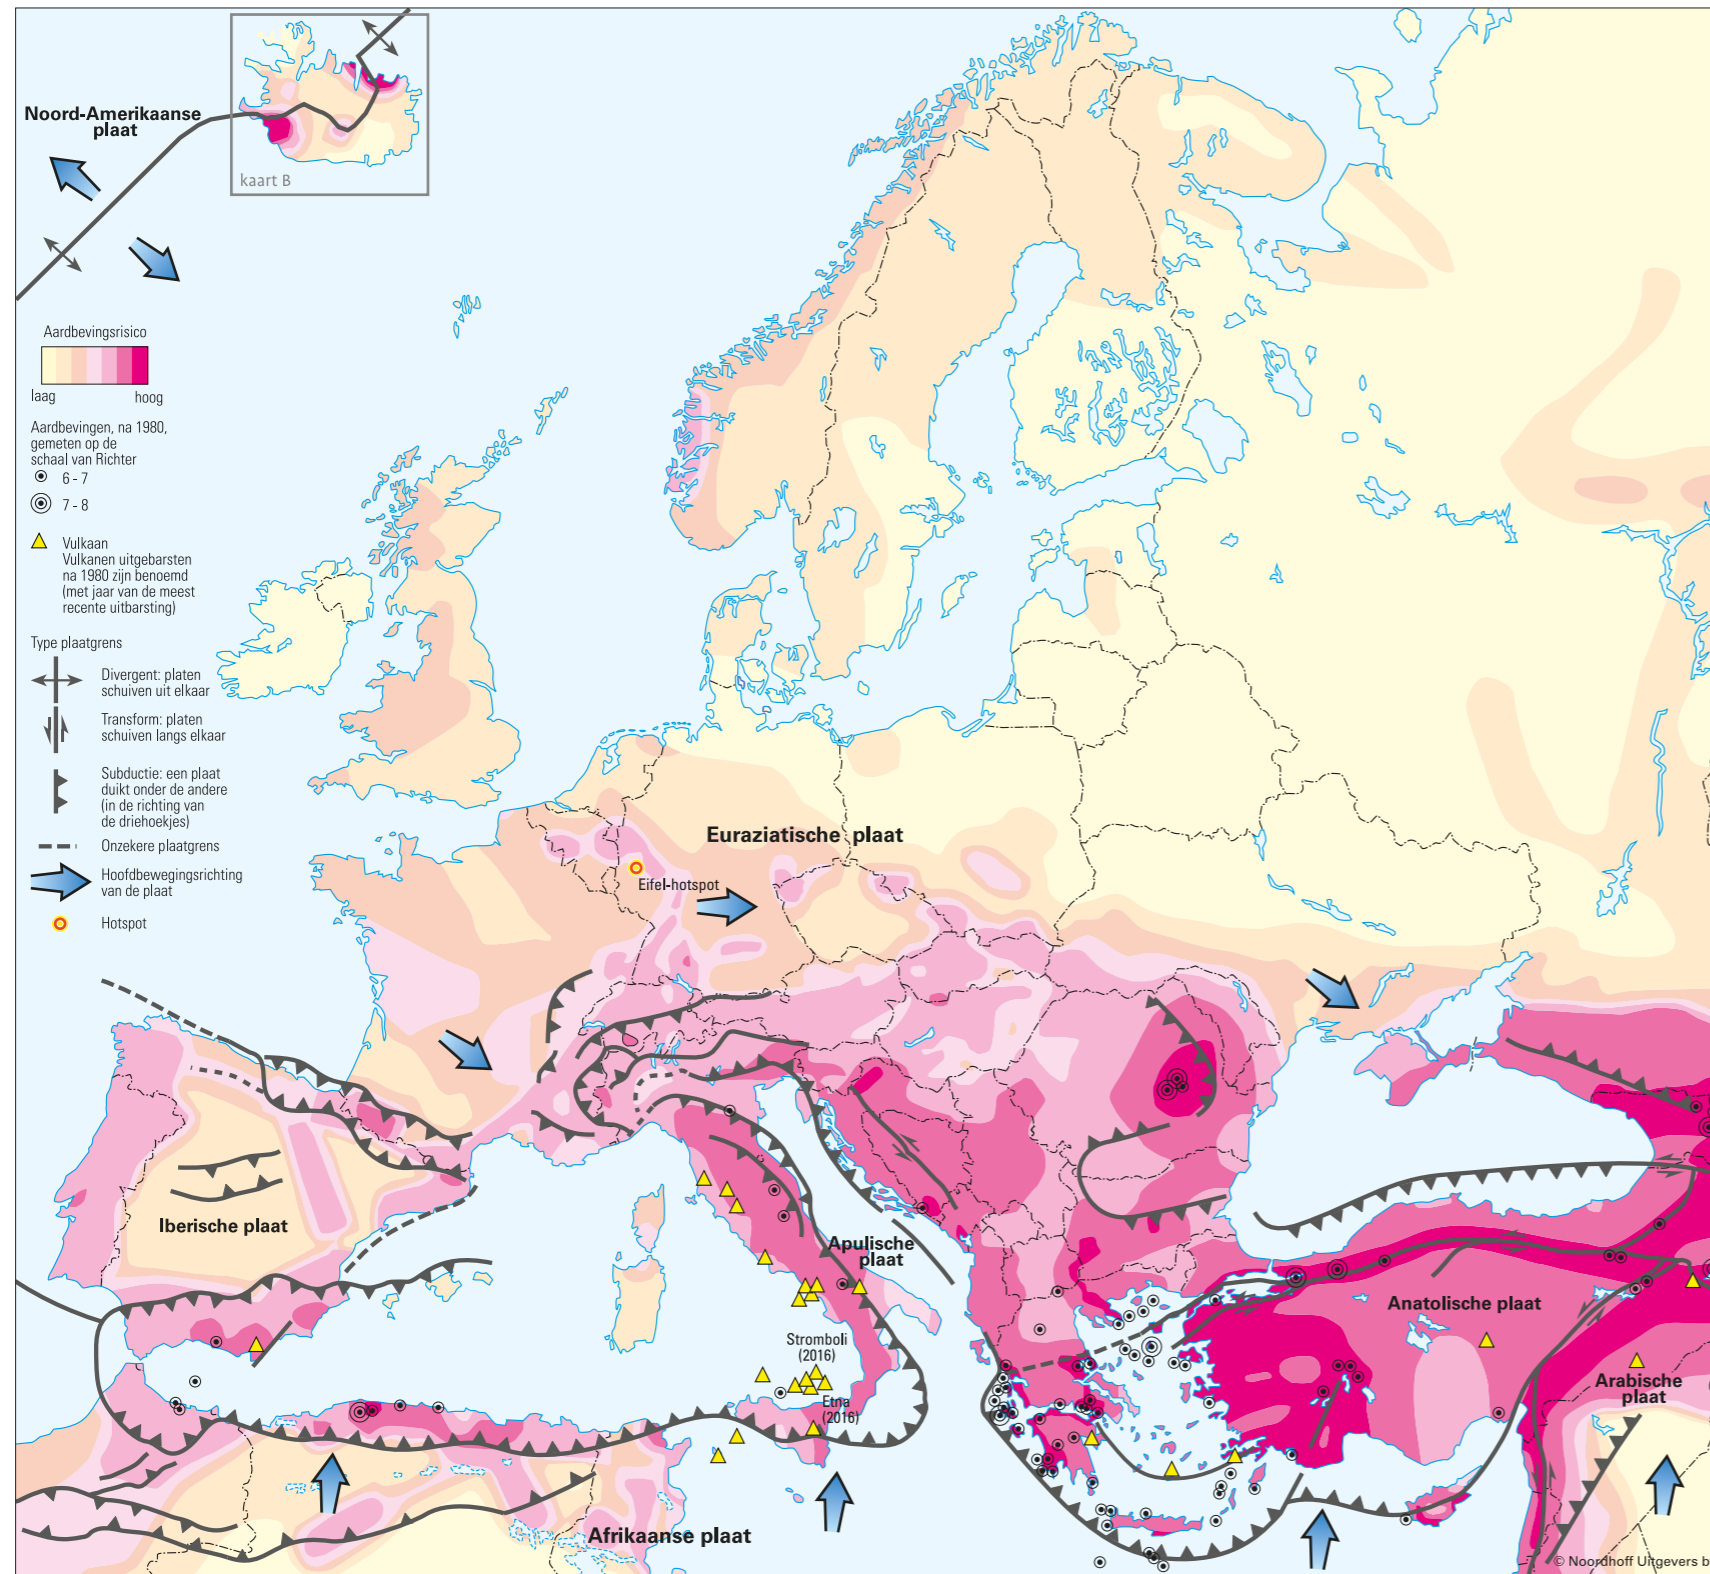 Noord-Amerikaanse
plaat
kaart B
Aardbevingsrisico
laag
hoog
Aardbevingen, na 1980,
gemeten op de
schaal van Richter
6 - 7
7 - 8
Vulkaan
Vulkanen uitgebarsten
na 1980 zijn benoemd
(met jaar van de meest
recente uitbarsting)
Type plaatgrens
Divergent: platen
schuiven uit elkaar
Transform: platen
schuiven langs elkaar
Subductie: een plaat
duikt onder de andere
(in de richting van
de driehoekjes)
Onzekere plaatgrens
Hoofdbewegingsrichting
van de plaat
Hotspot
Euraziatische plaat
Eifel-hotspot
Iberische plaat
Apulische
plaat
Anatolische plaat
Stromboli
(2016)
Etna
(2016)
Arabische
plaat
Afrikaanse plaat
© Noordhoff Uitgevers b